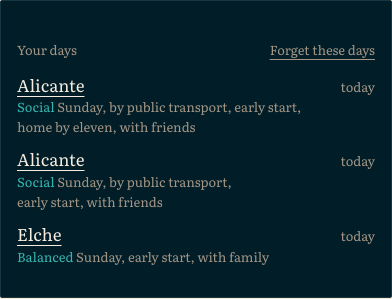 Your days
Forget these days
Alicante
today
Social Sunday, by public transport, early start,
home by eleven, with friends
Alicante
today
Social Sunday, by public transport,
early start, with friends
Elche
today
Balanced Sunday, early start, with family